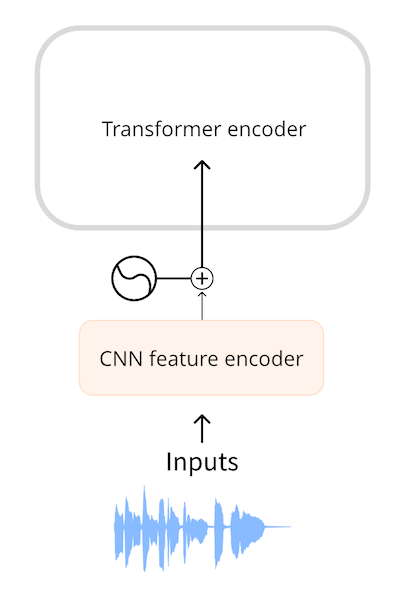 Transformer encoder
CNN feature encoder
Inputs